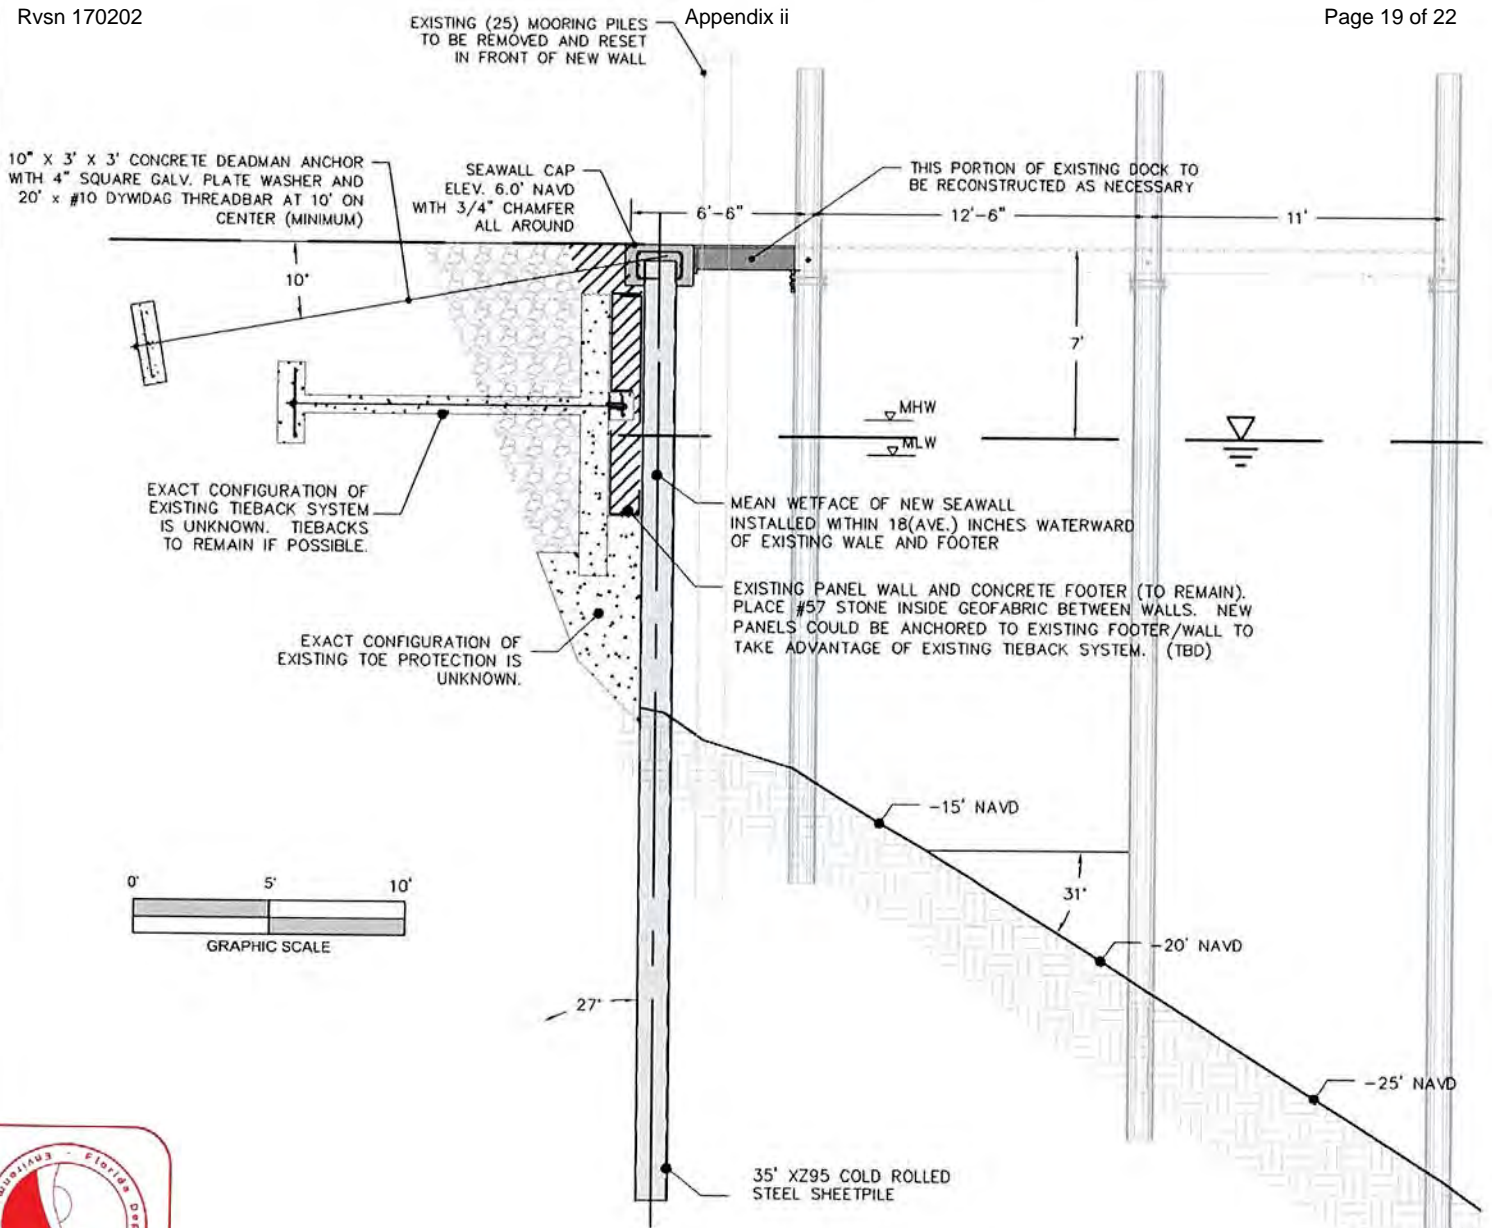 Rvsn 170202
Appendix ii
Page 19 of 22
EXISTING (25) MOORING PILES
TO BE REMOVED AND RESET
IN FRONT OF NEW WALL
10" X 3' X 3' CONCRETE DEADMAN ANCHOR
WITH 4" SQUARE GALV. PLATE WASHER AND
20' x #10 DYWIDAG THREADBAR AT 10' ON
CENTER (MINIMUM)
SEAWALL CAP
ELEV. 6.0' NAVD
WITH 3/4" CHAMFER
ALL AROUND
THIS PORTION OF EXISTING DOCK TO
BE RECONSTRUCTED AS NECESSARY
6'-6"
12'-6"
11'
10°
7'
MHW
MLW
EXACT CONFIGURATION OF
EXISTING TIEBACK SYSTEM
IS UNKNOWN. TIEBACKS
TO REMAIN IF POSSIBLE.
MEAN WETFACE OF NEW SEAWALL
INSTALLED WITHIN 18(AVE.) INCHES WATERWARD
OF EXISTING WALE AND FOOTER
EXISTING PANEL WALL AND CONCRETE FOOTER (TO REMAIN).
PLACE #57 STONE INSIDE GEOFABRIC BETWEEN WALLS. NEW
PANELS COULD BE ANCHORED TO EXISTING FOOTER/WALL TO
TAKE ADVANTAGE OF EXISTING TIEBACK SYSTEM. (TBD)
EXACT CONFIGURATION OF
EXISTING TOE PROTECTION IS
UNKNOWN.
-15' NAVD
31°
-20' NAVD
0'
5'
10'
GRAPHIC SCALE
27'
-25' NAVD
35' XZ95 COLD ROLLED
STEEL SHEETPILE
Florida